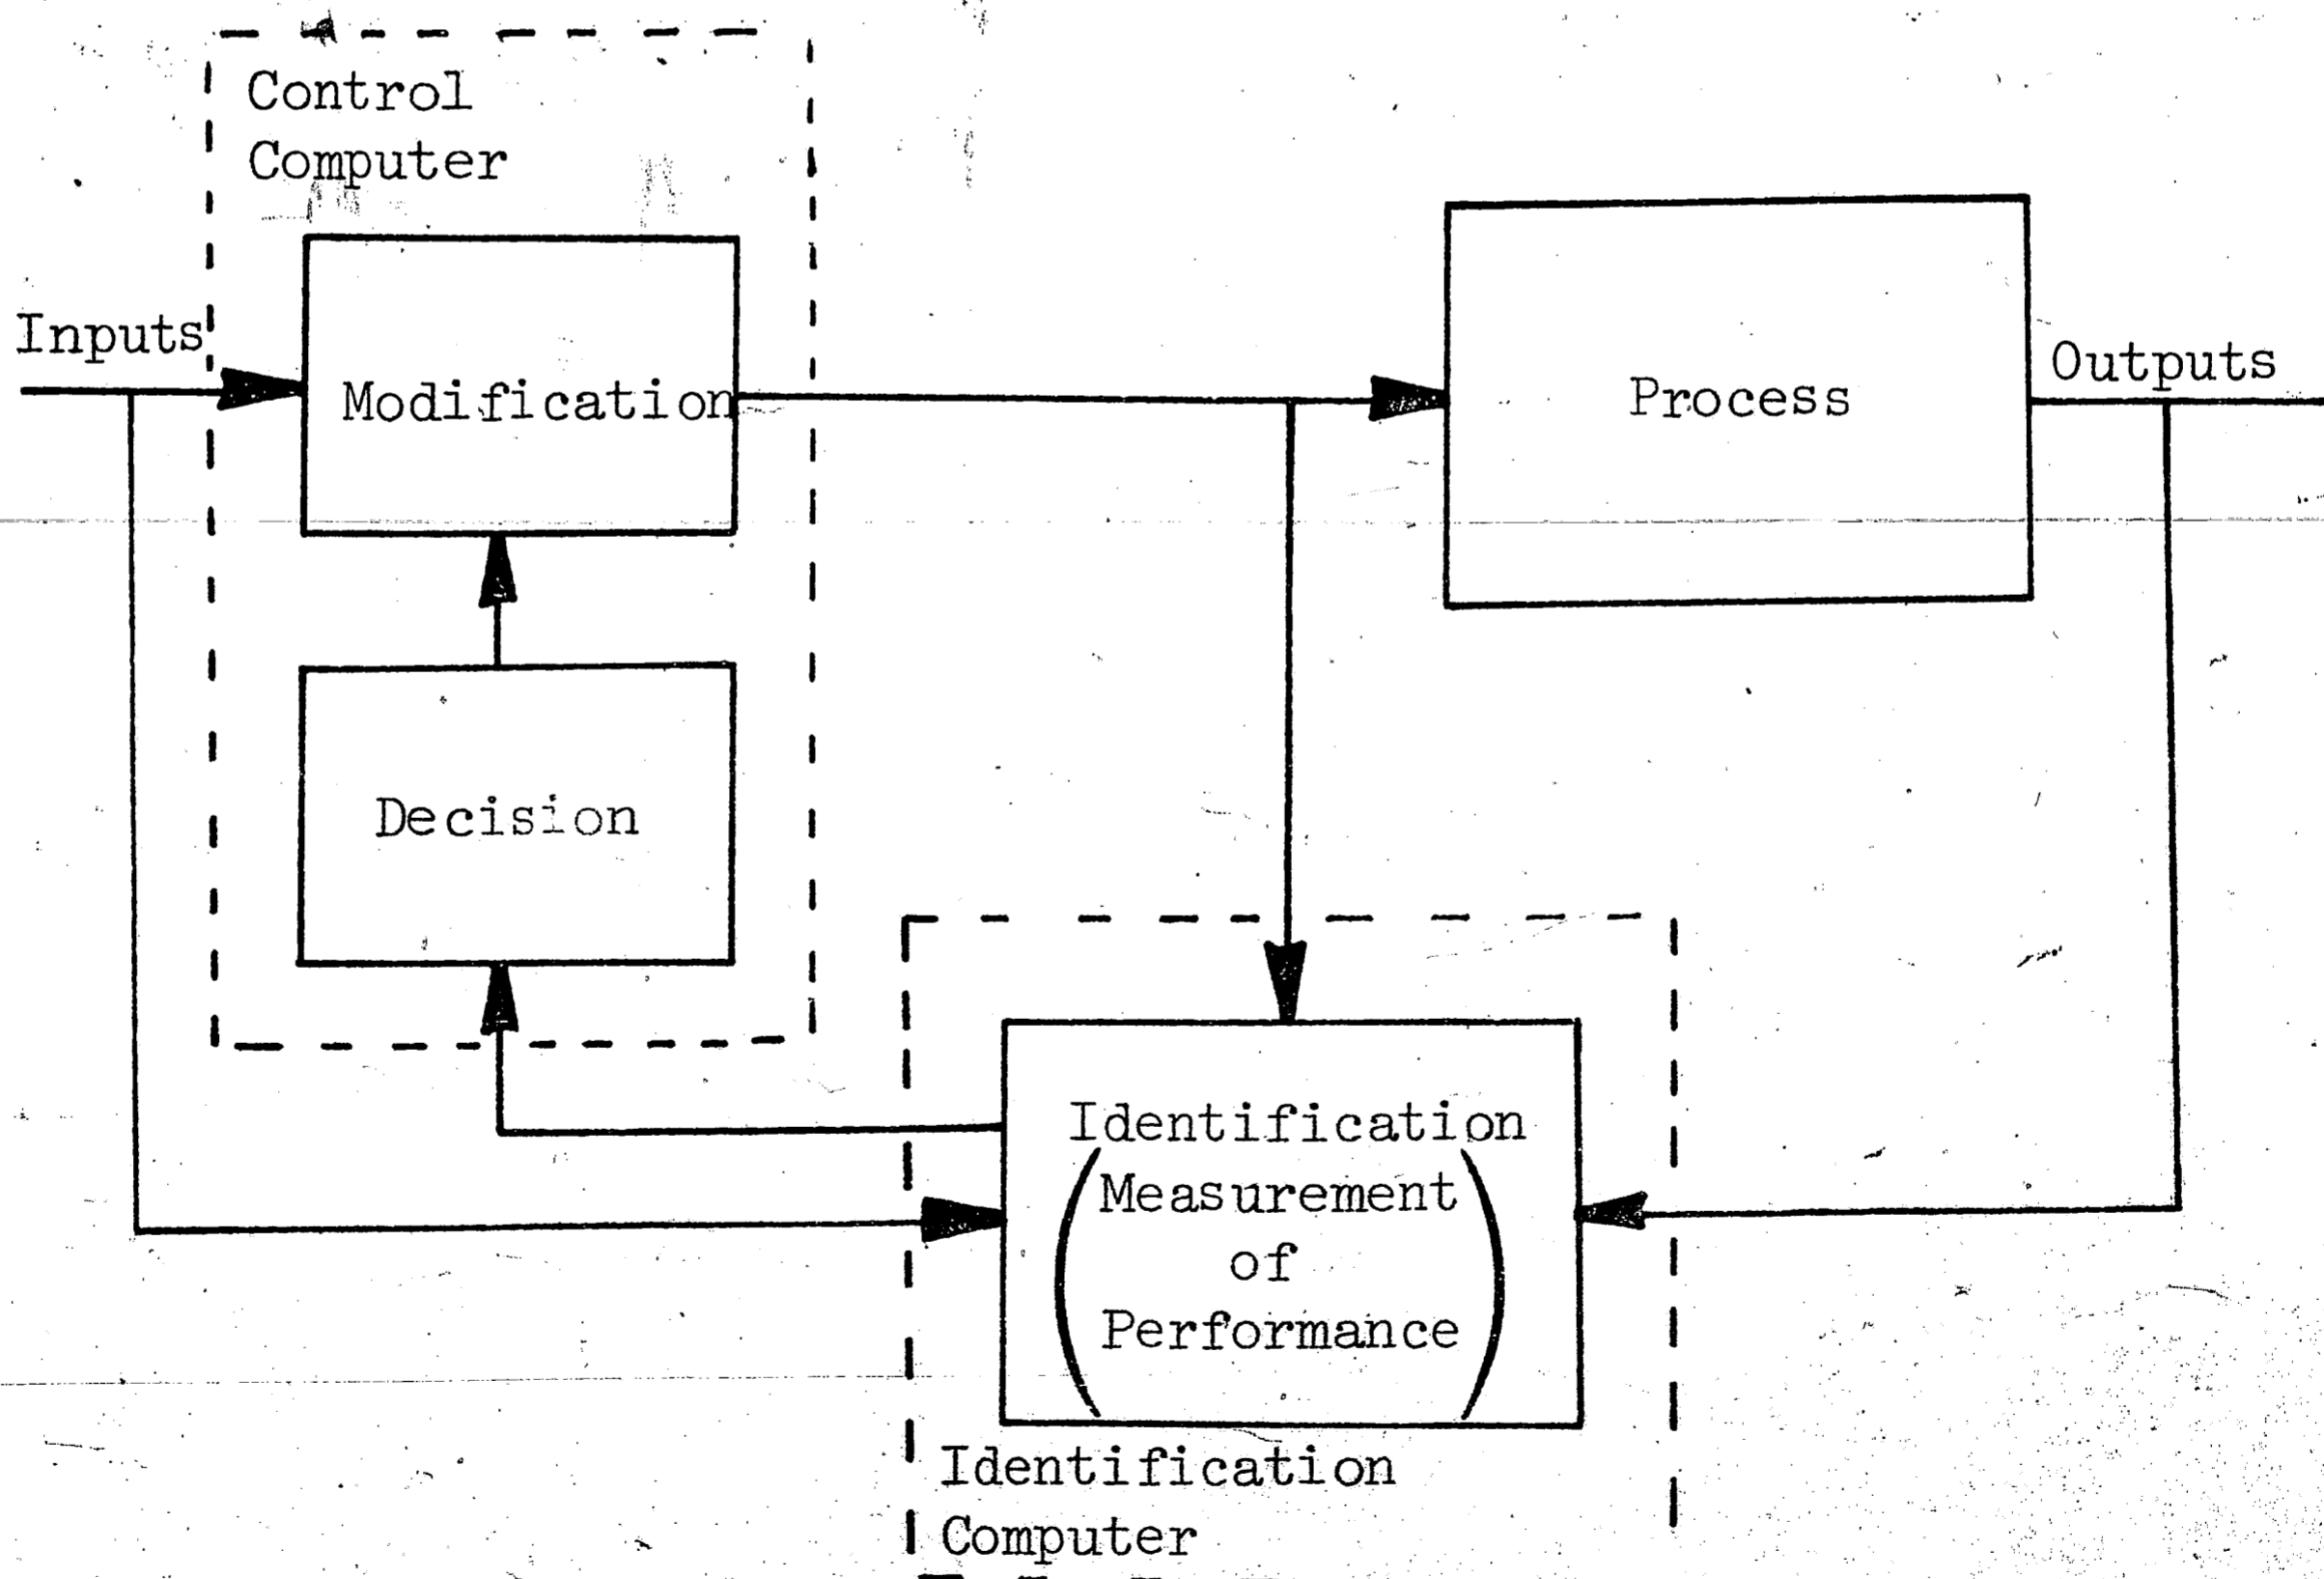 Control
Computer
Inputs
Modification
Process
Outputs
Decision
Identification
Measurement
of
Performance
Identification
Computer